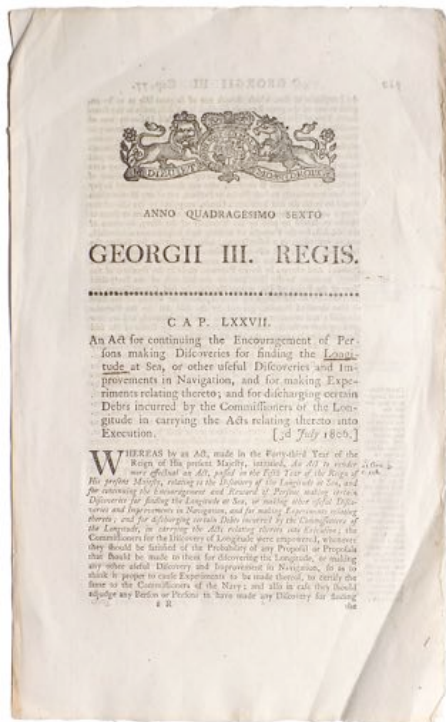 DIEU ET MON DROIT
ANNO QUADRAGESIMO SEXTO
GEORGII III. REGIS.
CAP. LXXVII.
An Act for continuing the Encouragement of Per-
sons making Discoveries for finding the Longi-
tude at Sea, or other useful Discoveries and Im-
provements in Navigation, and for making Expe-
riments relating thereto; and for discharging certain
Debts incurred by the Commissioners of the Lon-
gitude in carrying the Acts relating thereto into
Execution. [3d July 1806.]
WHEREAS by an Act, made in the Forty-third Year of the
Reign of His present Majesty, intituled, An Act to render
more effectual an Act, passed in the Fifth Year of the Reign of
His present Majesty, relating to the Discovery of the Longitude at Sea, and
for continuing the Encouragement and Reward of Persons making certain
Discoveries for finding the Longitude at Sea, or making other useful Disco-
veries and Improvements in Navigation, and for making Experiments relating
thereto; and for discharging certain Debts incurred by the Commissioners of
the Longitude, in carrying the Acts relating thereto into Execution; the
Commissioners for the Discovery of Longitude were empowered, whenever
they should be satisfied of the Probability of any Proposal or Proposals
that should be made to them for discovering the Longitude, or making
any other useful Discovery and Improvement in Navigation, so as to
think it proper to cause Experiments to be made thereof, to certify the
same to the Commissioners of the Navy; and also in case they should
adjudge any Person or Persons to have made any Discovery for finding
8 R the